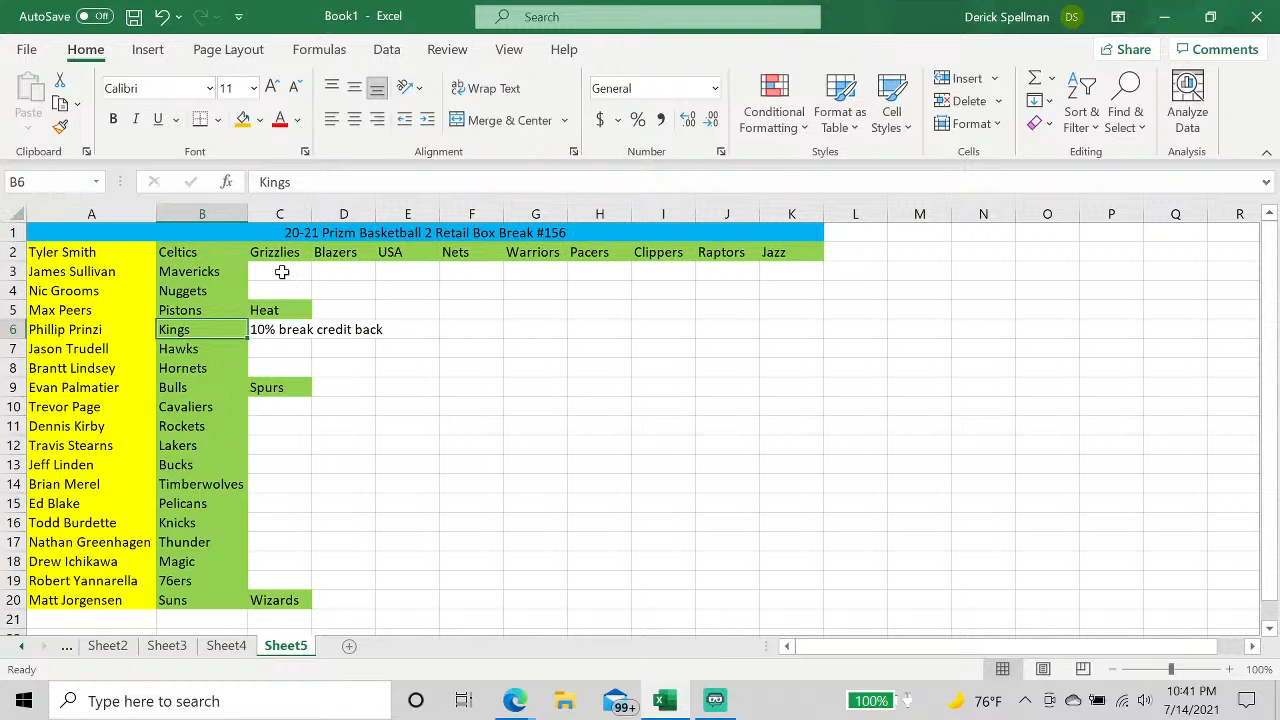 AutoSave Off Book1 - Excel Search Derick Spellman DS
File Home Insert Page Layout Formulas Data Review View Help Share Comments
Paste Calibri 11 Wrap Text General Conditional Formatting Format as Table Cell Styles Insert Sort & Filter Find & Select Analyze Data
B I U A Merge & Center $ % Delete
Format
Clipboard Font Alignment Number Styles Cells Editing Analysis
B6 fx Kings
A B C D E F G H I J K L M N O P Q R
1 20-21 Prizm Basketball 2 Retail Box Break #156
2 Tyler Smith Celtics Grizzlies Blazers USA Nets Warriors Pacers Clippers Raptors Jazz
3 James Sullivan Mavericks
4 Nic Grooms Nuggets
5 Max Peers Pistons Heat
6 Phillip Prinzi Kings 10% break credit back
7 Jason Trudell Hawks
8 Brantt Lindsey Hornets
9 Evan Palmatier Bulls Spurs
10 Trevor Page Cavaliers
11 Dennis Kirby Rockets
12 Travis Stearns Lakers
13 Jeff Linden Bucks
14 Brian Merel Timberwolves
15 Ed Blake Pelicans
16 Todd Burdette Knicks
17 Nathan Greenhagen Thunder
18 Drew Ichikawa Magic
19 Robert Yannarella 76ers
20 Matt Jorgensen Suns Wizards
21
... Sheet2 Sheet3 Sheet4 Sheet5
Ready 100%
Type here to search 99+ 100% 76°F 10:41 PM
7/14/2021